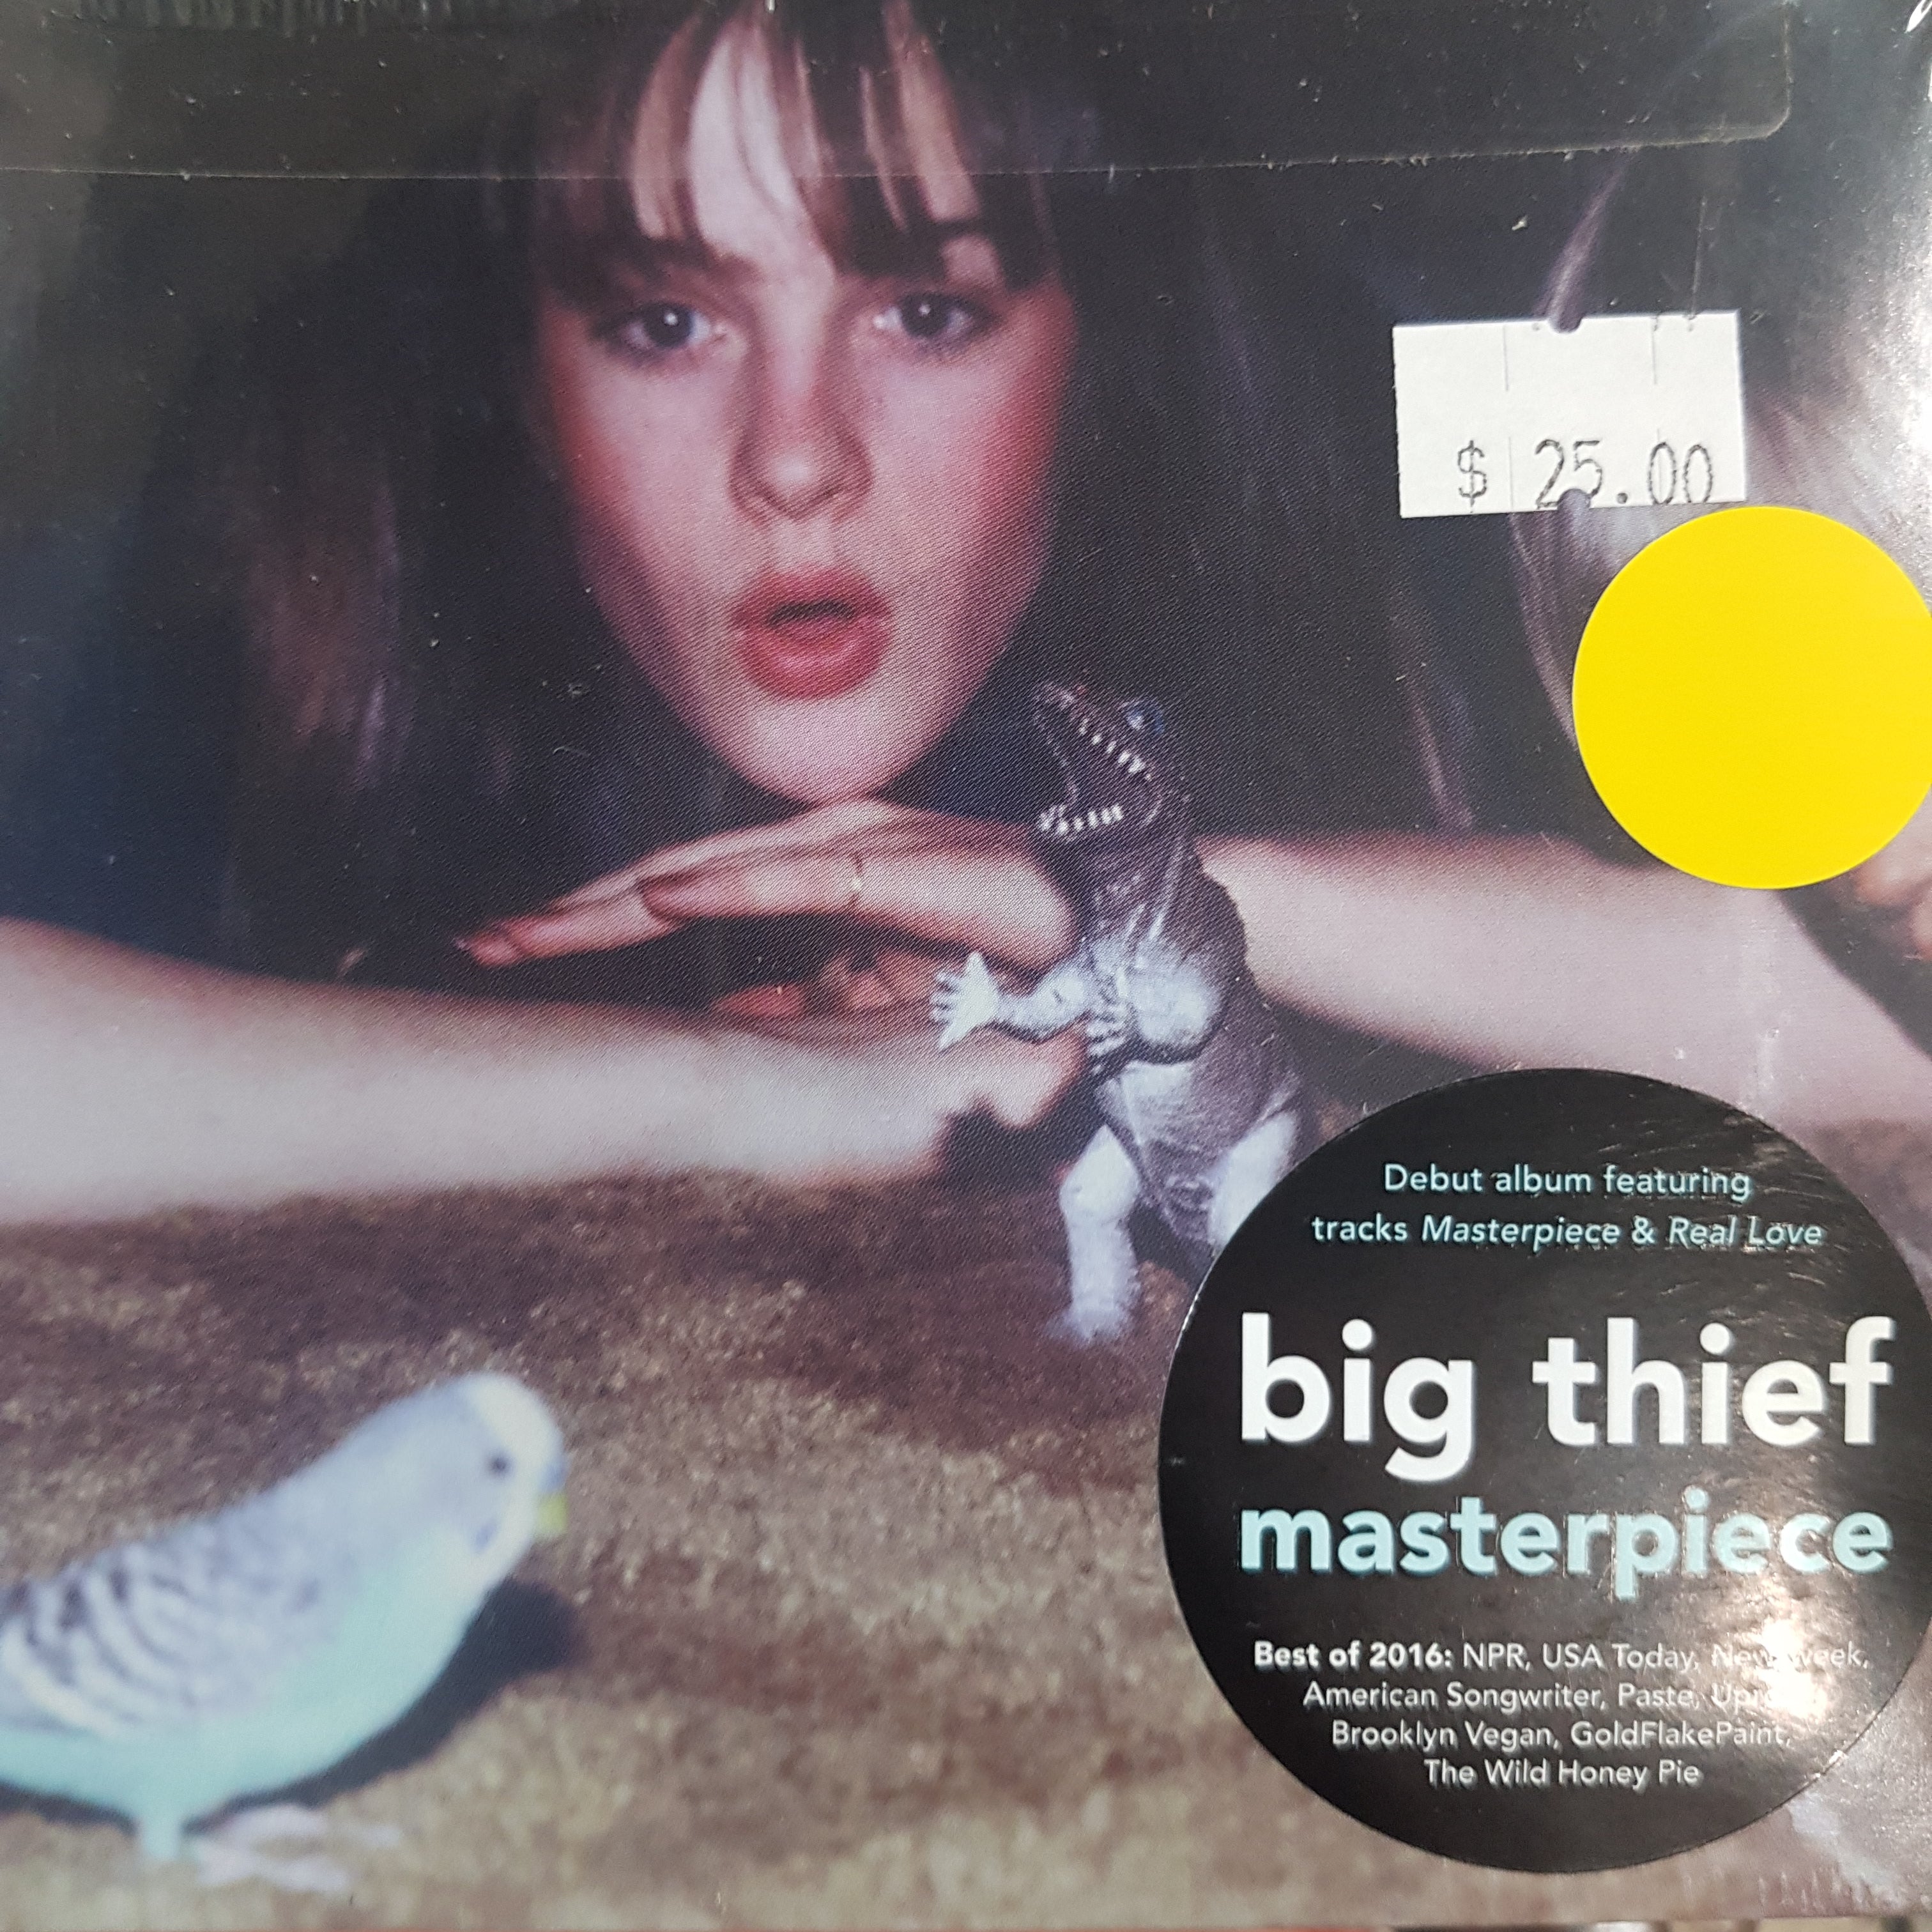 $ 25.00
Debut album featuring
tracks Masterpiece & Real Love
big thief
masterpiece
Best of 2016: NPR, USA Today, Newsweek,
American Songwriter, Paste,
Brooklyn Vegan, GoldFlakePaint,
The Wild Honey Pie